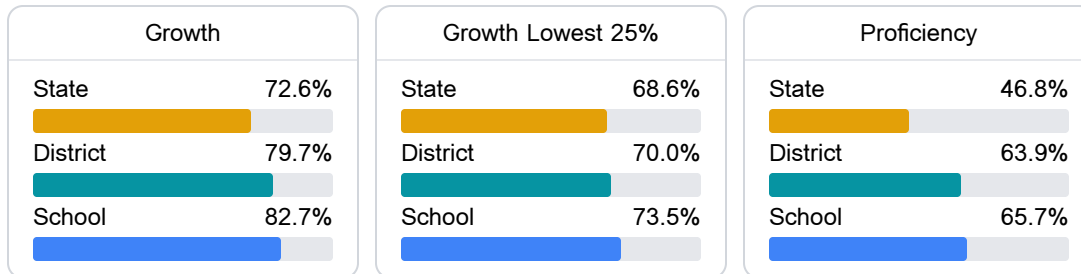 Growth
State 72.6%
District 79.7%
School 82.7%
Growth Lowest 25%
State 68.6%
District 70.0%
School 73.5%
Proficiency
State 46.8%
District 63.9%
School 65.7%